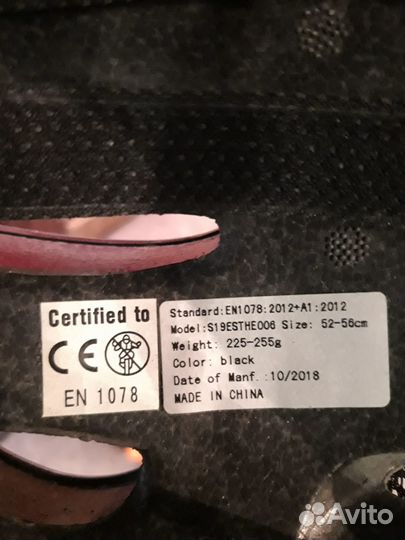 Certified to
CE
EN 1078
Standard:EN1078:2012+A1:2012
Model:S19ESTHE006 Size: 52-56cm
Weight: 225-255g
Color: black
Date of Manf.:10/2018
MADE IN CHINA
Avito